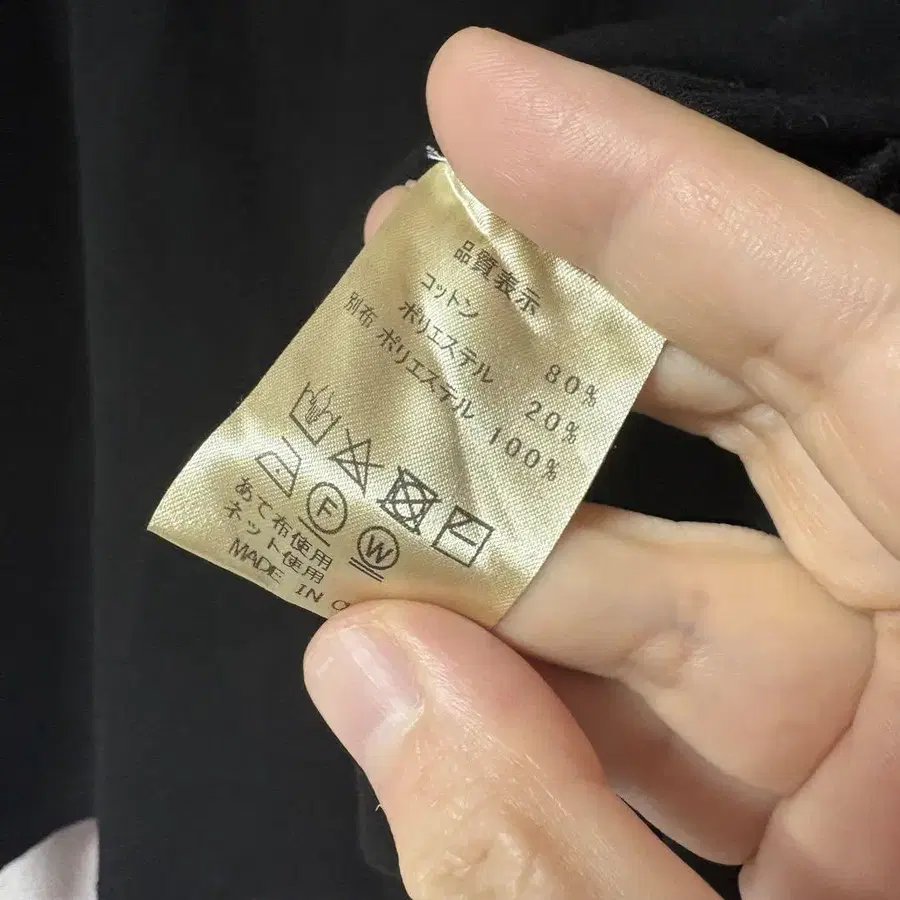 品質表示
コットン 80%
ポリエステル 20%
別布 ポリエステル 100%
F
W
あて布使用
ネット使用
MADE IN